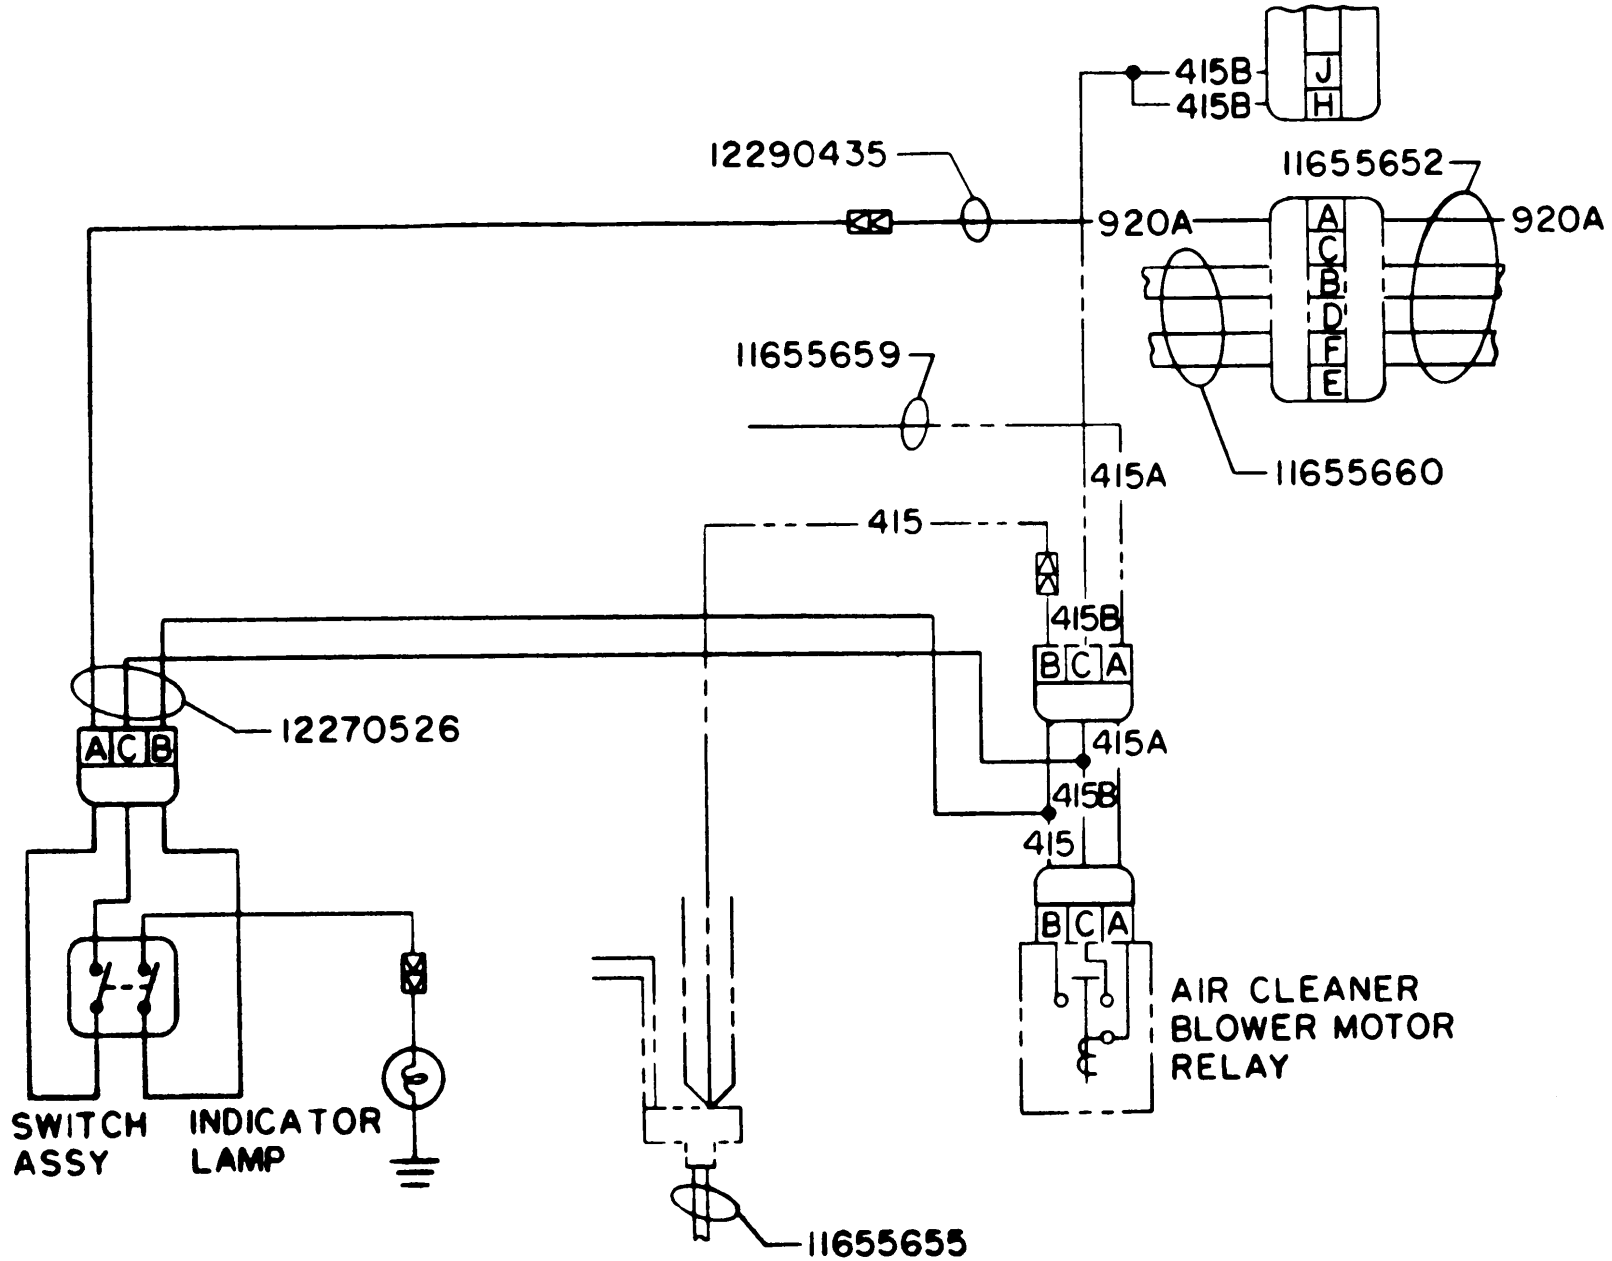 415B J
415B H
12290435
11655652
920A A 920A
C
B
D
F
E
11655659
11655660
415A
415
415B
B C A
12270526
A C B
415A
415B
415
B C A
AIR CLEANER
BLOWER MOTOR
RELAY
SWITCH
ASSY
INDICATOR
LAMP
11655655